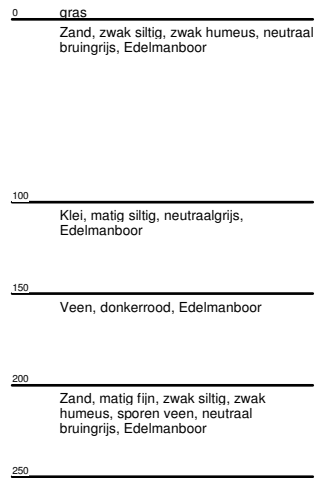 0 gras
Zand, zwak siltig, zwak humeus, neutraal
bruingrijs, Edelmanboor
100
Klei, matig siltig, neutraalgrijs,
Edelmanboor
150
Veen, donkerrood, Edelmanboor
200
Zand, matig fijn, zwak siltig, zwak
humeus, sporen veen, neutraal
bruingrijs, Edelmanboor
250